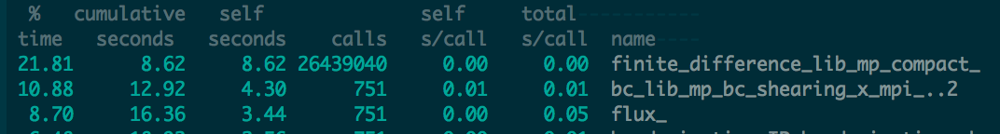 % cumulative self self total-----------
time seconds seconds calls s/call s/call name----
21.81 8.62 8.62 26439040 0.00 0.00 finite_difference_lib_mp_compact_
10.88 12.92 4.30 751 0.01 0.01 bc_lib_mp_bc_shearing_x_mpi_..2
8.70 16.36 3.44 751 0.00 0.05 flux_